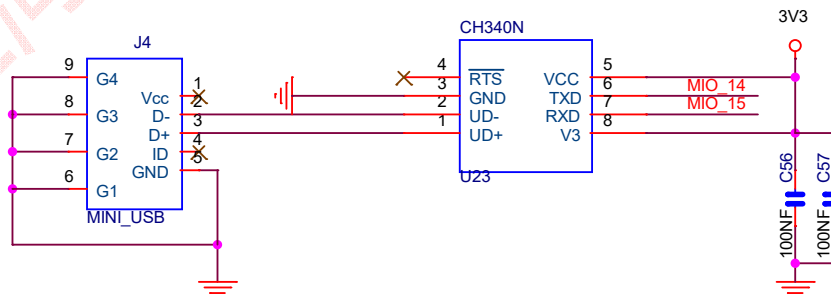 3V3
CH340N
J4
9 G4
8 G3
7 G2
6 G1
1 Vcc
2 D-
3 D+
4 ID
5 GND
MINI_USB
4 RTS
3 GND
2 UD-
1 UD+
VCC 5
TXD 6 MIO_14
RXD 7 MIO_15
V3 8
U23
C56
100NF
C57
100NF